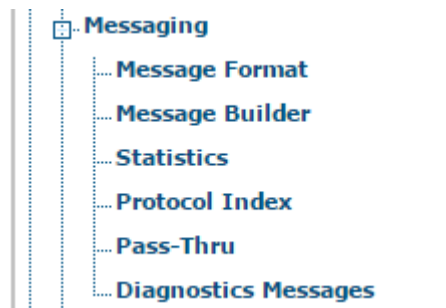 Messaging
Message Format
Message Builder
Statistics
Protocol Index
Pass-Thru
Diagnostics Messages